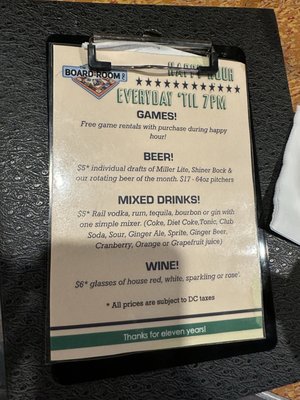 BOARD ROOM
HAPPY HOUR
EVERYDAY 'TIL 7PM
GAMES!
Free game rentals with purchase during happy
hour!
BEER!
$5* individual drafts of Miller Lite, Shiner Bock &
our rotating beer of the month. $17 - 64oz pitchers
MIXED DRINKS!
$5* Rail vodka, rum, tequila, bourbon or gin with
one simple mixer. (Coke, Diet Coke,Tonic, Club
Soda, Sour, Ginger Ale, Sprite, Ginger Beer,
Cranberry, Orange or Grapefruit juice)
WINE!
$6* glasses of house red, white, sparkling or rose'.
* All prices are subject to DC taxes
Thanks for eleven years!